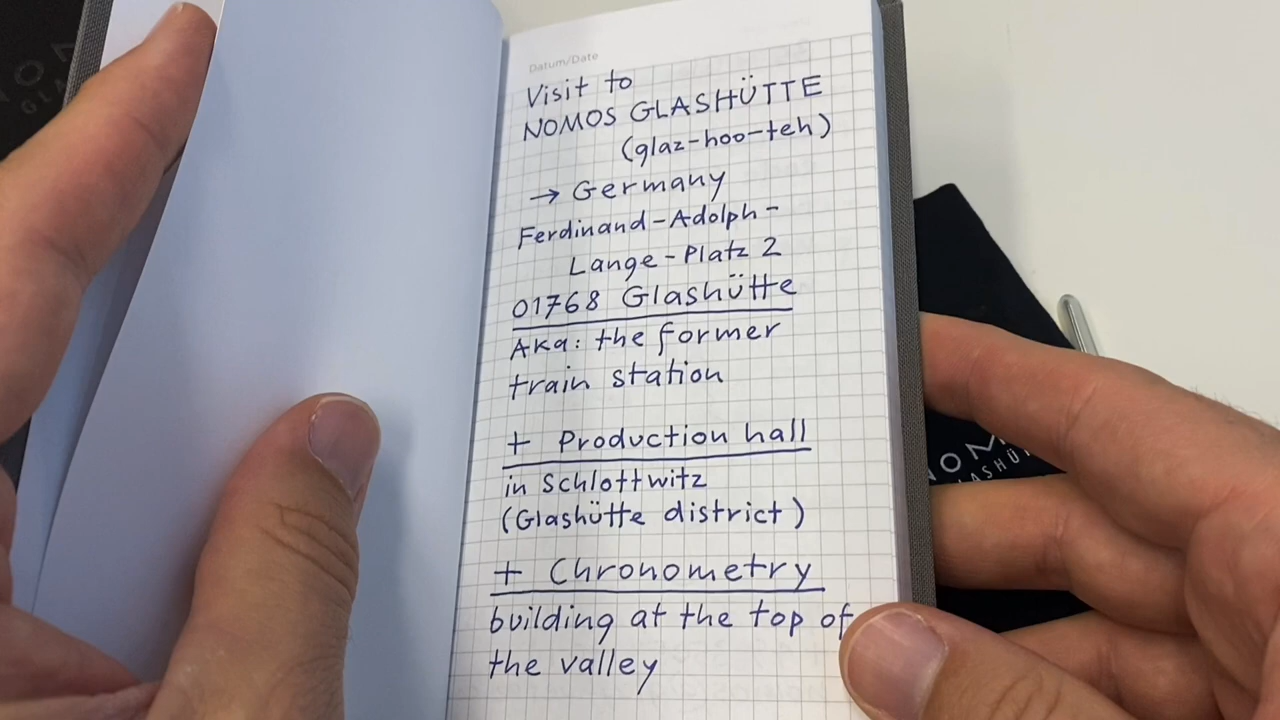 Datum/Date
Visit to
NOMOS GLASHÜTTE
(glaz-hoo-teh)
→ Germany
Ferdinand-Adolph-
Lange-Platz 2
01768 Glashütte
AKA: the former
train station
+ Production hall
in Schlottwitz
(Glashütte district)
+ Chronometry
building at the top of
the valley